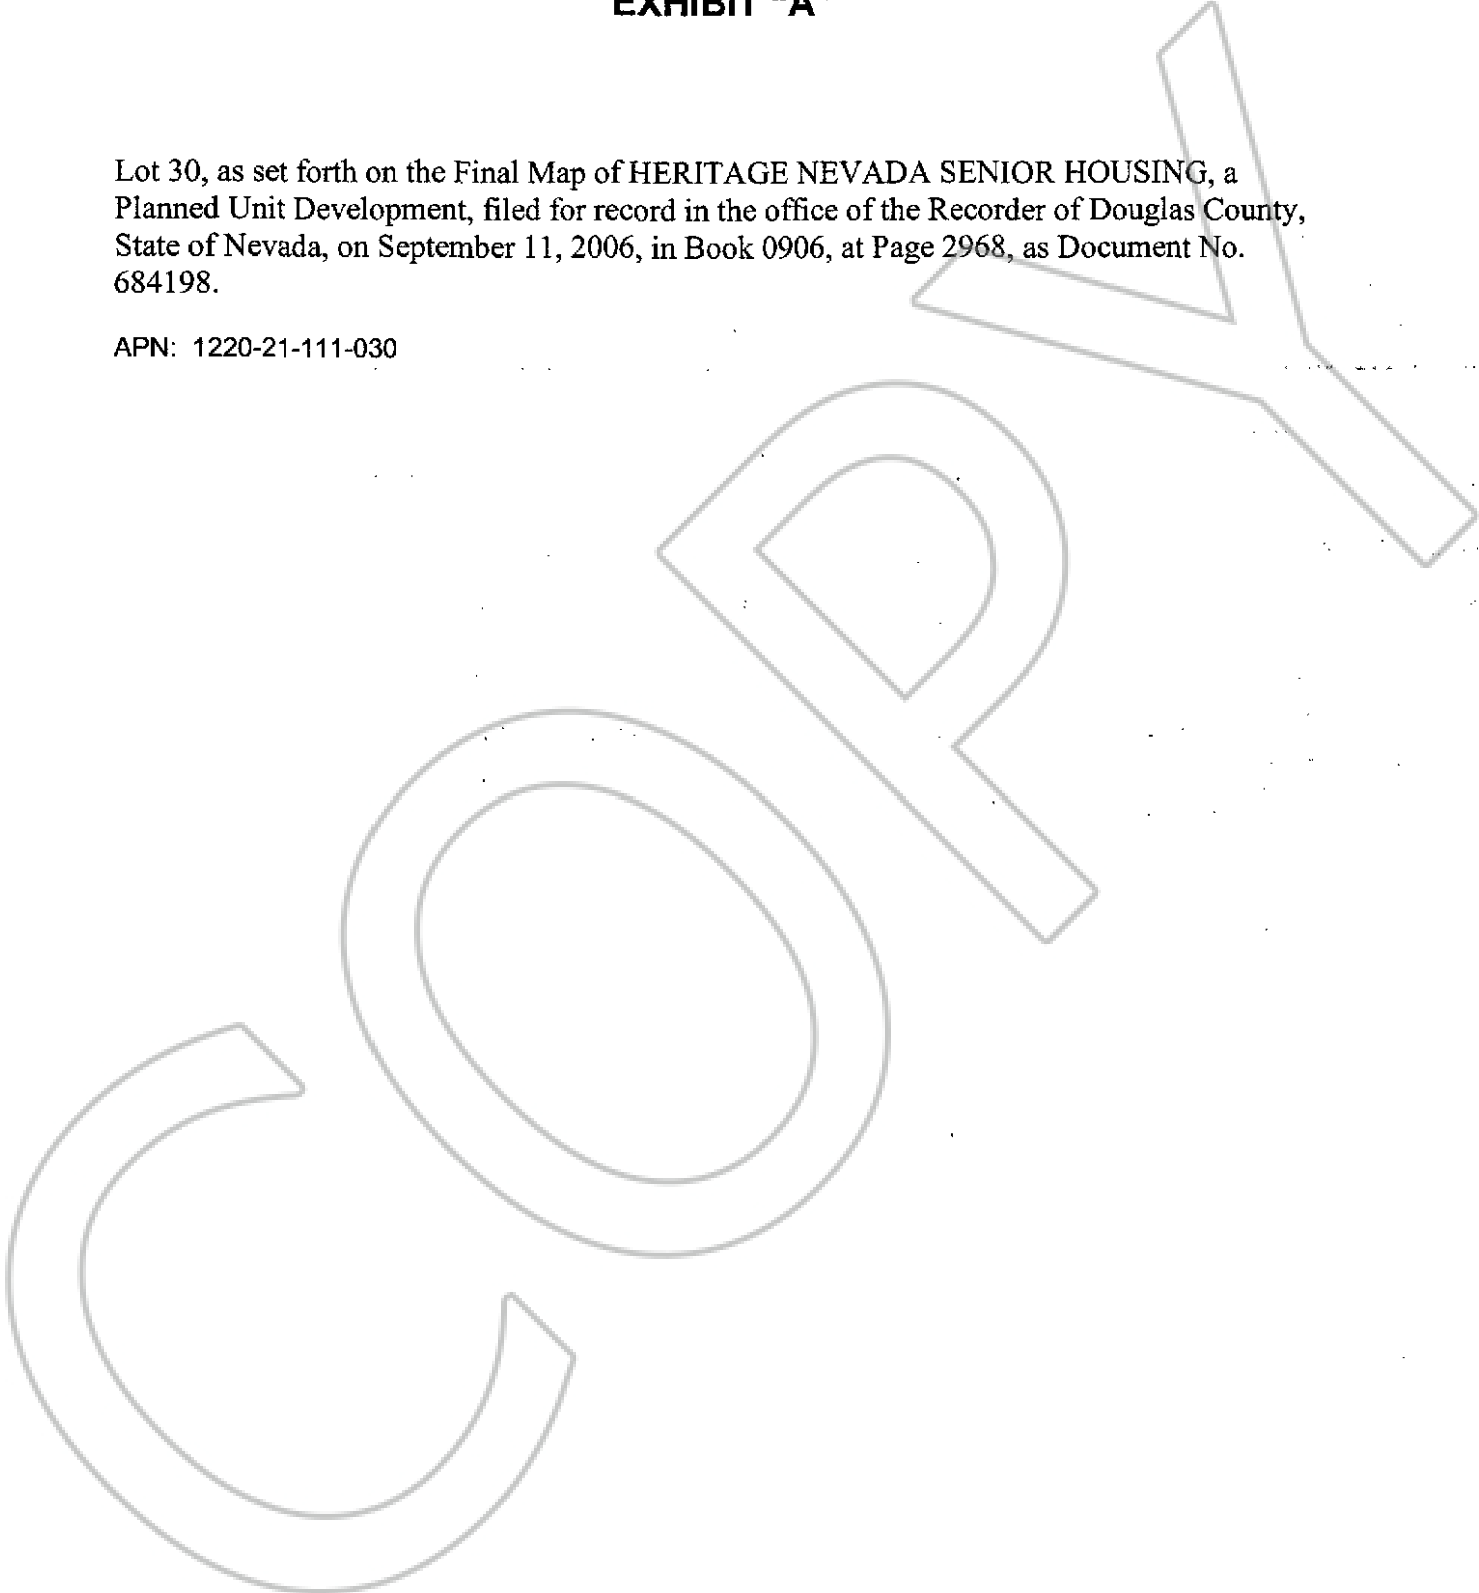 EXHIBIT "A"
Lot 30, as set forth on the Final Map of HERITAGE NEVADA SENIOR HOUSING, a
Planned Unit Development, filed for record in the office of the Recorder of Douglas County,
State of Nevada, on September 11, 2006, in Book 0906, at Page 2968, as Document No.
684198.
APN: 1220-21-111-030
COPY